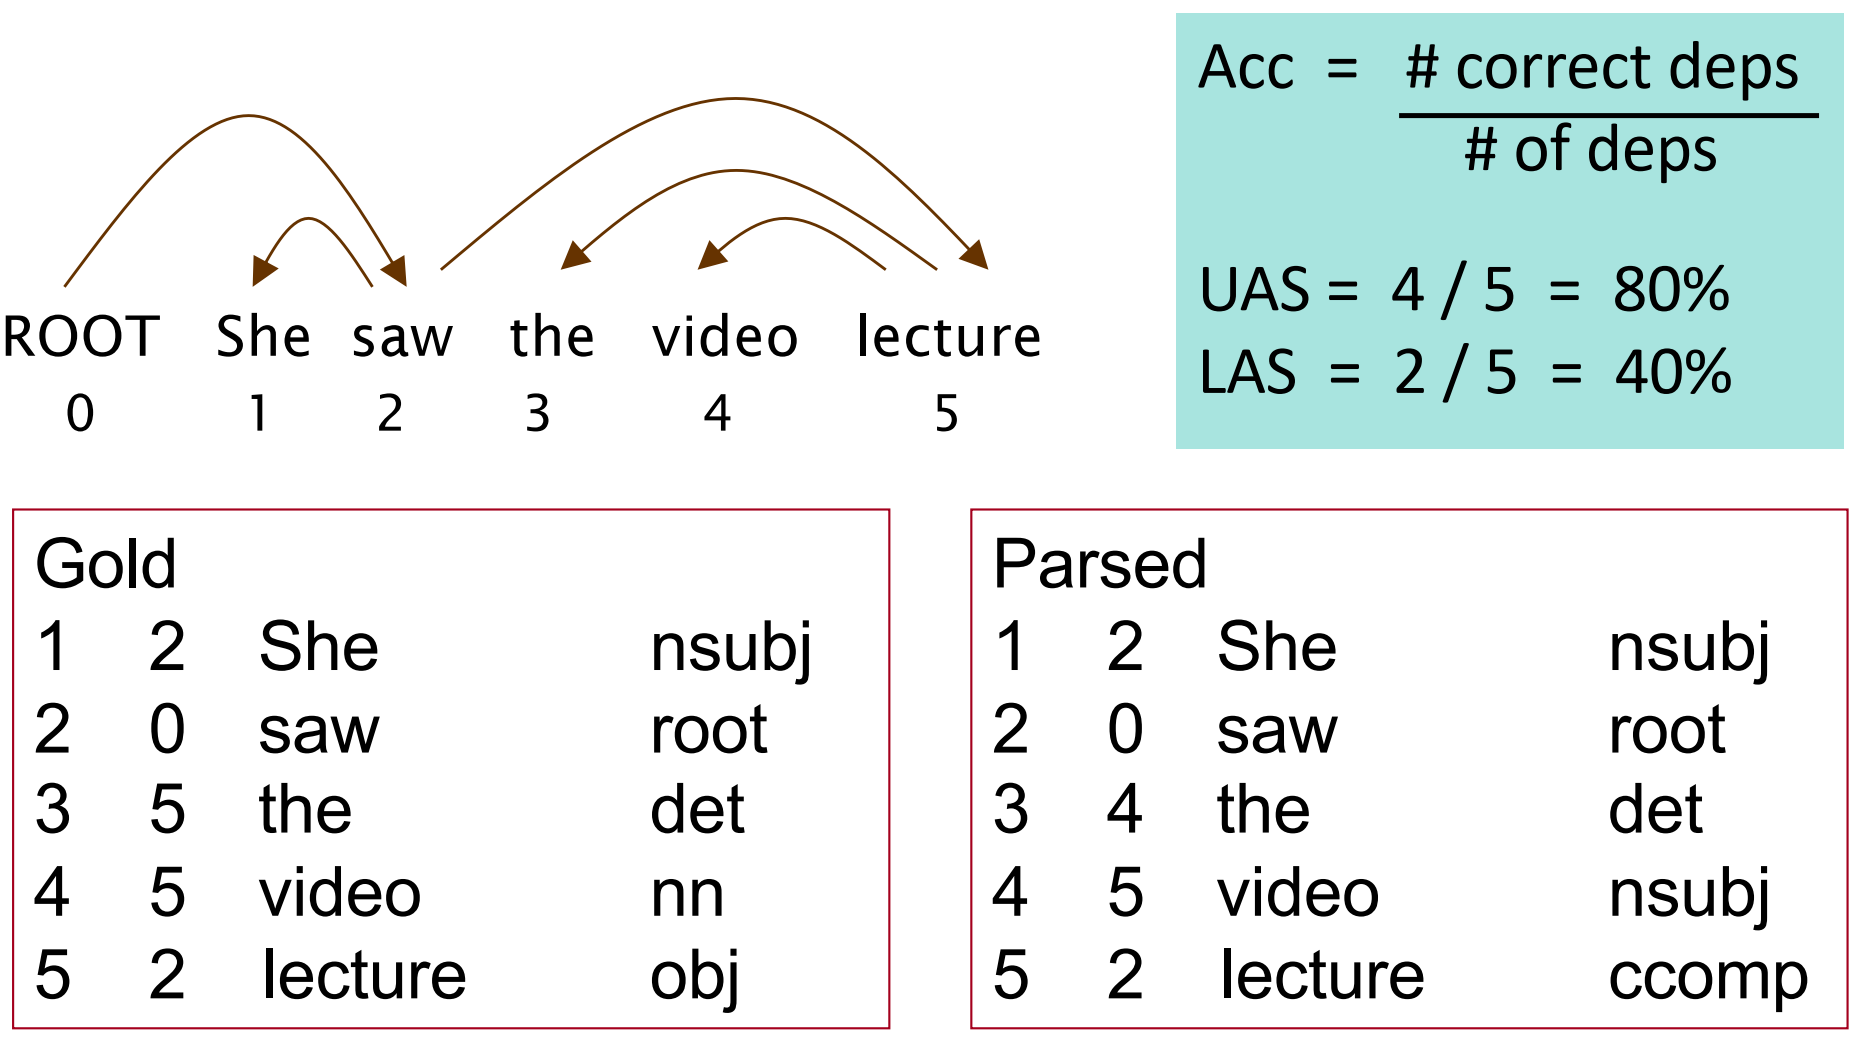 Acc = # correct deps
# of deps
UAS = 4 / 5 = 80%
LAS = 2 / 5 = 40%
ROOT She saw the video lecture
0 1 2 3 4 5
Gold
1 2 She nsubj
2 0 saw root
3 5 the det
4 5 video nn
5 2 lecture obj
Parsed
1 2 She nsubj
2 0 saw root
3 4 the det
4 5 video nsubj
5 2 lecture ccomp